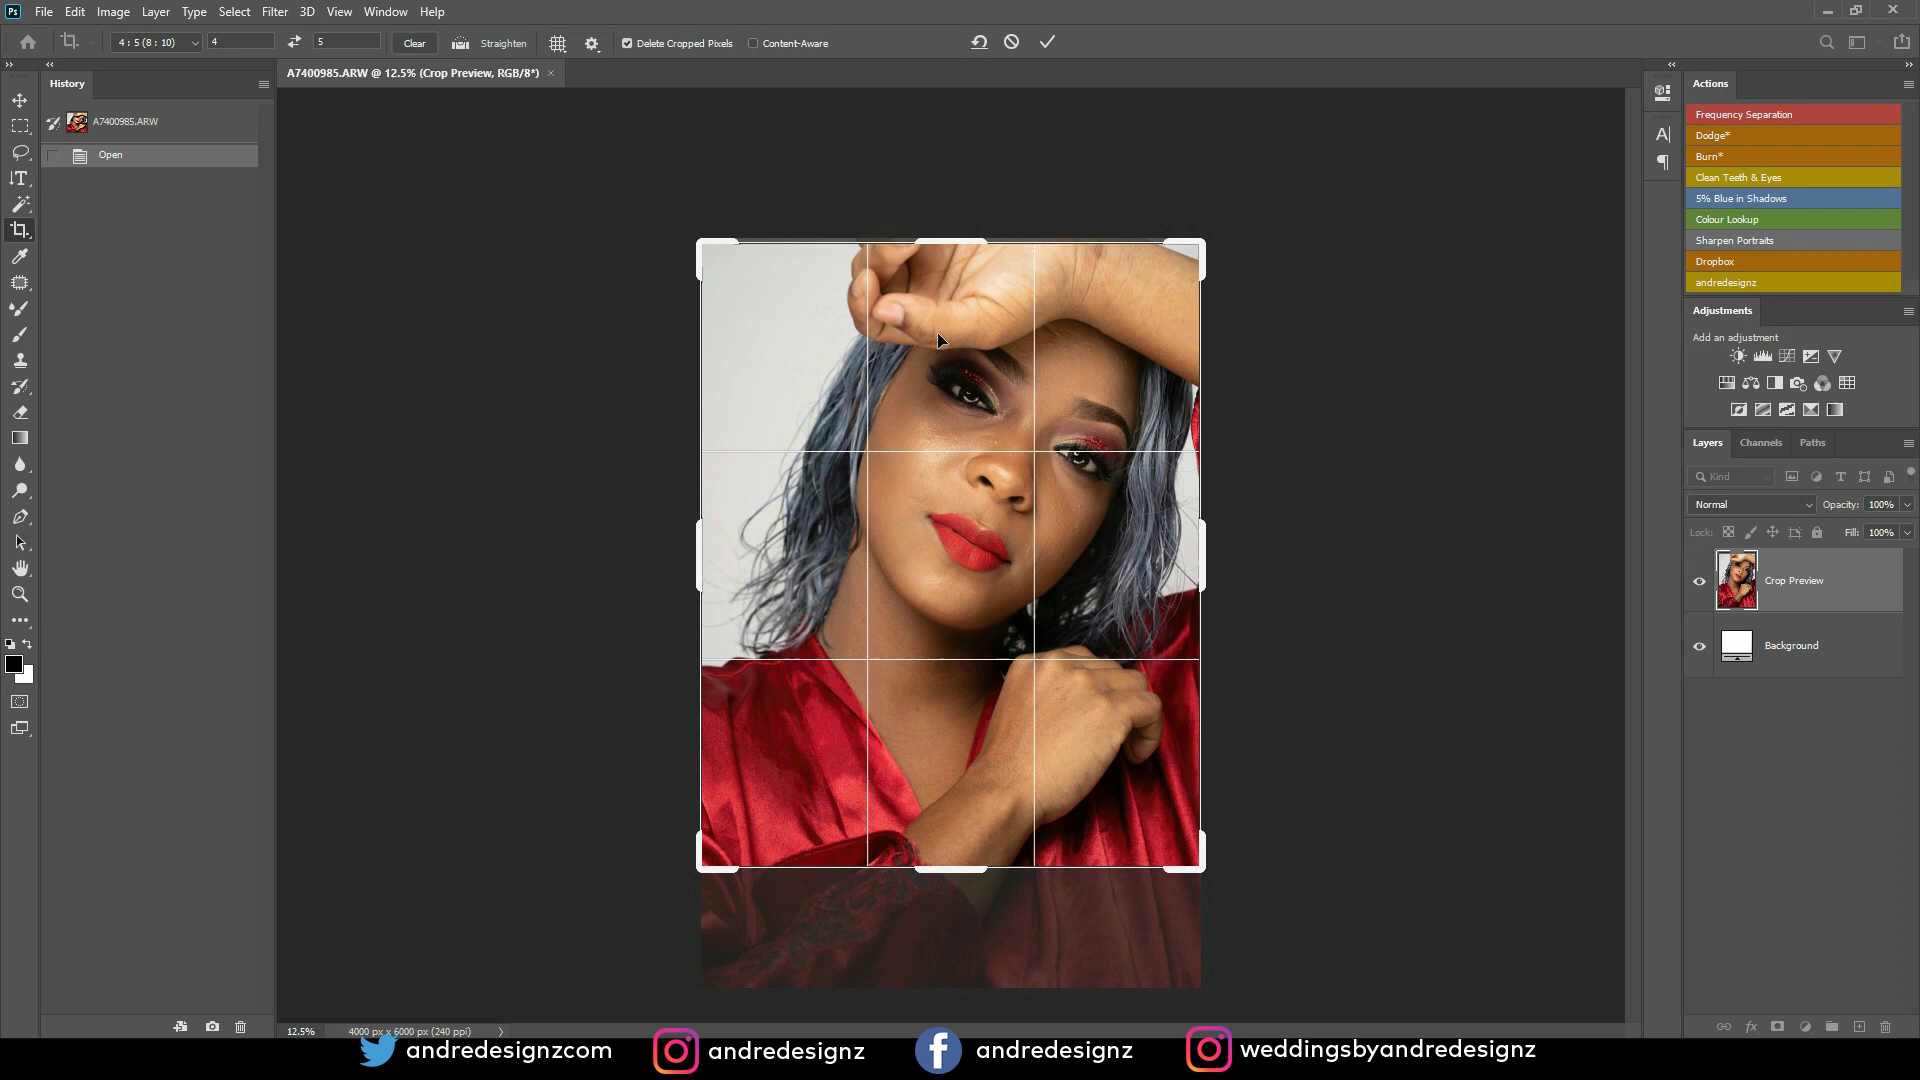 Ps File Edit Image Layer Type Select Filter 3D View Window Help
4 : 5 (8 : 10) 4 5 Clear Straighten Delete Cropped Pixels Content-Aware
History
A7400985.ARW @ 12.5% (Crop Preview, RGB/8*) ×
A7400985.ARW
Open
Actions
Frequency Separation
Dodge*
Burn*
Clean Teeth & Eyes
5% Blue in Shadows
Colour Lookup
Sharpen Portraits
Dropbox
andredesignz
Adjustments
Add an adjustment
Layers Channels Paths
Kind
Normal Opacity: 100%
Lock: Fill: 100%
Crop Preview
Background
12.5% 4000 px x 6000 px (240 ppi)
andredesignzcom andredesignz andredesignz weddingsbyandredesignz